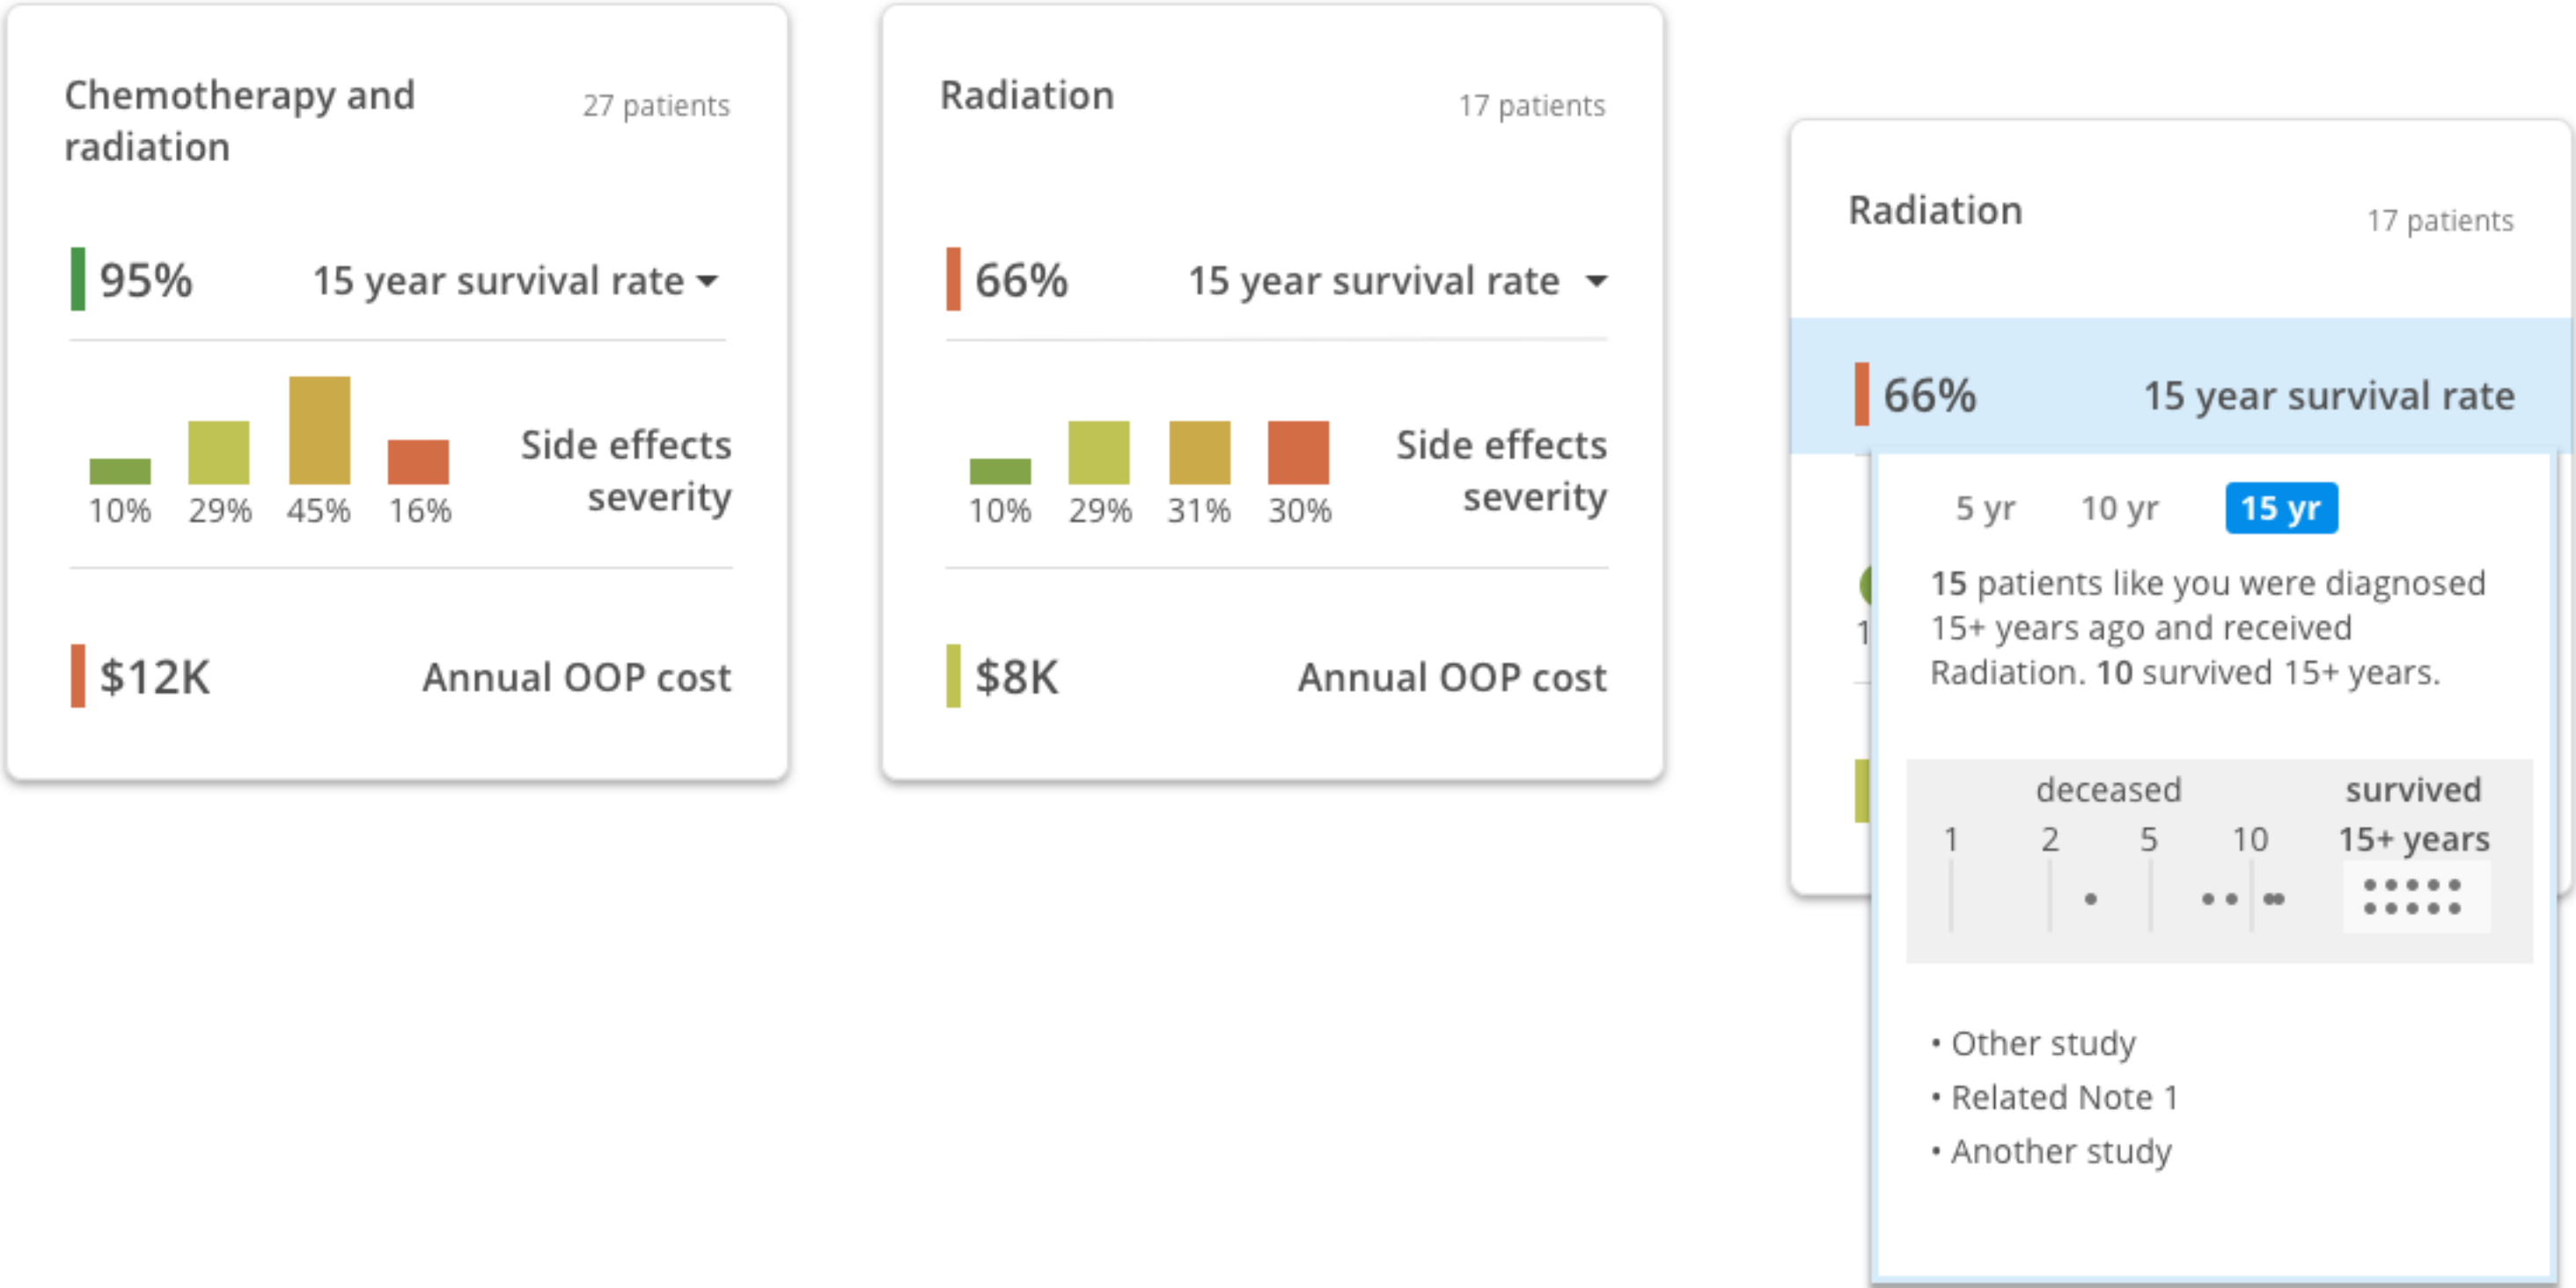 Chemotherapy and
radiation
27 patients
95%
15 year survival rate
10% 29% 45% 16%
Side effects
severity
$12K
Annual OOP cost
Radiation
17 patients
66%
15 year survival rate
10% 29% 31% 30%
Side effects
severity
$8K
Annual OOP cost
Radiation
17 patients
66%
15 year survival rate
5 yr 10 yr 15 yr
15 patients like you were diagnosed
15+ years ago and received
Radiation. 10 survived 15+ years.
1
deceased survived
1 2 5 10 15+ years
• Other study
• Related Note 1
• Another study